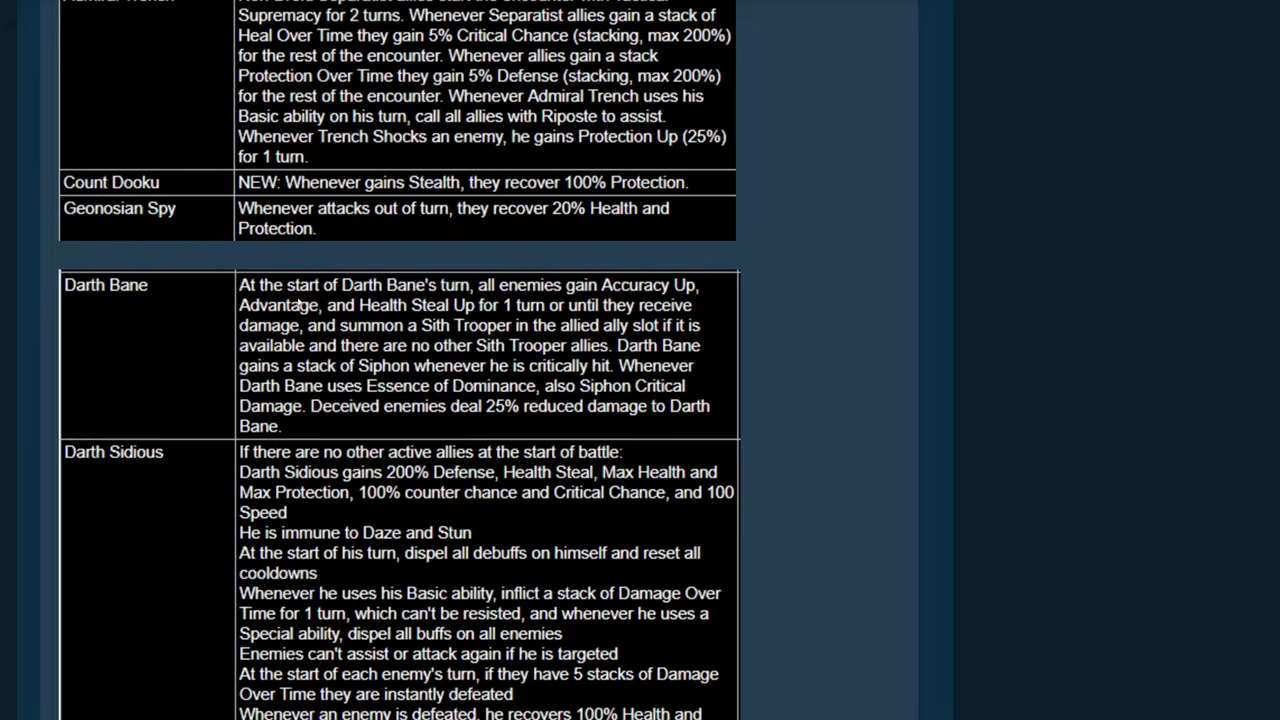 Supremacy for 2 turns. Whenever Separatist allies gain a stack of
Heal Over Time they gain 5% Critical Chance (stacking, max 200%)
for the rest of the encounter. Whenever allies gain a stack
Protection Over Time they gain 5% Defense (stacking, max 200%)
for the rest of the encounter. Whenever Admiral Trench uses his
Basic ability on his turn, call all allies with Riposte to assist.
Whenever Trench Shocks an enemy, he gains Protection Up (25%)
for 1 turn.
Count Dooku
NEW: Whenever gains Stealth, they recover 100% Protection.
Geonosian Spy
Whenever attacks out of turn, they recover 20% Health and
Protection.
Darth Bane
At the start of Darth Bane's turn, all enemies gain Accuracy Up,
Advantage, and Health Steal Up for 1 turn or until they receive
damage, and summon a Sith Trooper in the allied ally slot if it is
available and there are no other Sith Trooper allies. Darth Bane
gains a stack of Siphon whenever he is critically hit. Whenever
Darth Bane uses Essence of Dominance, also Siphon Critical
Damage. Deceived enemies deal 25% reduced damage to Darth
Bane.
Darth Sidious
If there are no other active allies at the start of battle:
Darth Sidious gains 200% Defense, Health Steal, Max Health and
Max Protection, 100% counter chance and Critical Chance, and 100
Speed
He is immune to Daze and Stun
At the start of his turn, dispel all debuffs on himself and reset all
cooldowns
Whenever he uses his Basic ability, inflict a stack of Damage Over
Time for 1 turn, which can't be resisted, and whenever he uses a
Special ability, dispel all buffs on all enemies
Enemies can't assist or attack again if he is targeted
At the start of each enemy's turn, if they have 5 stacks of Damage
Over Time they are instantly defeated
Whenever an enemy is defeated, he recovers 100% Health and